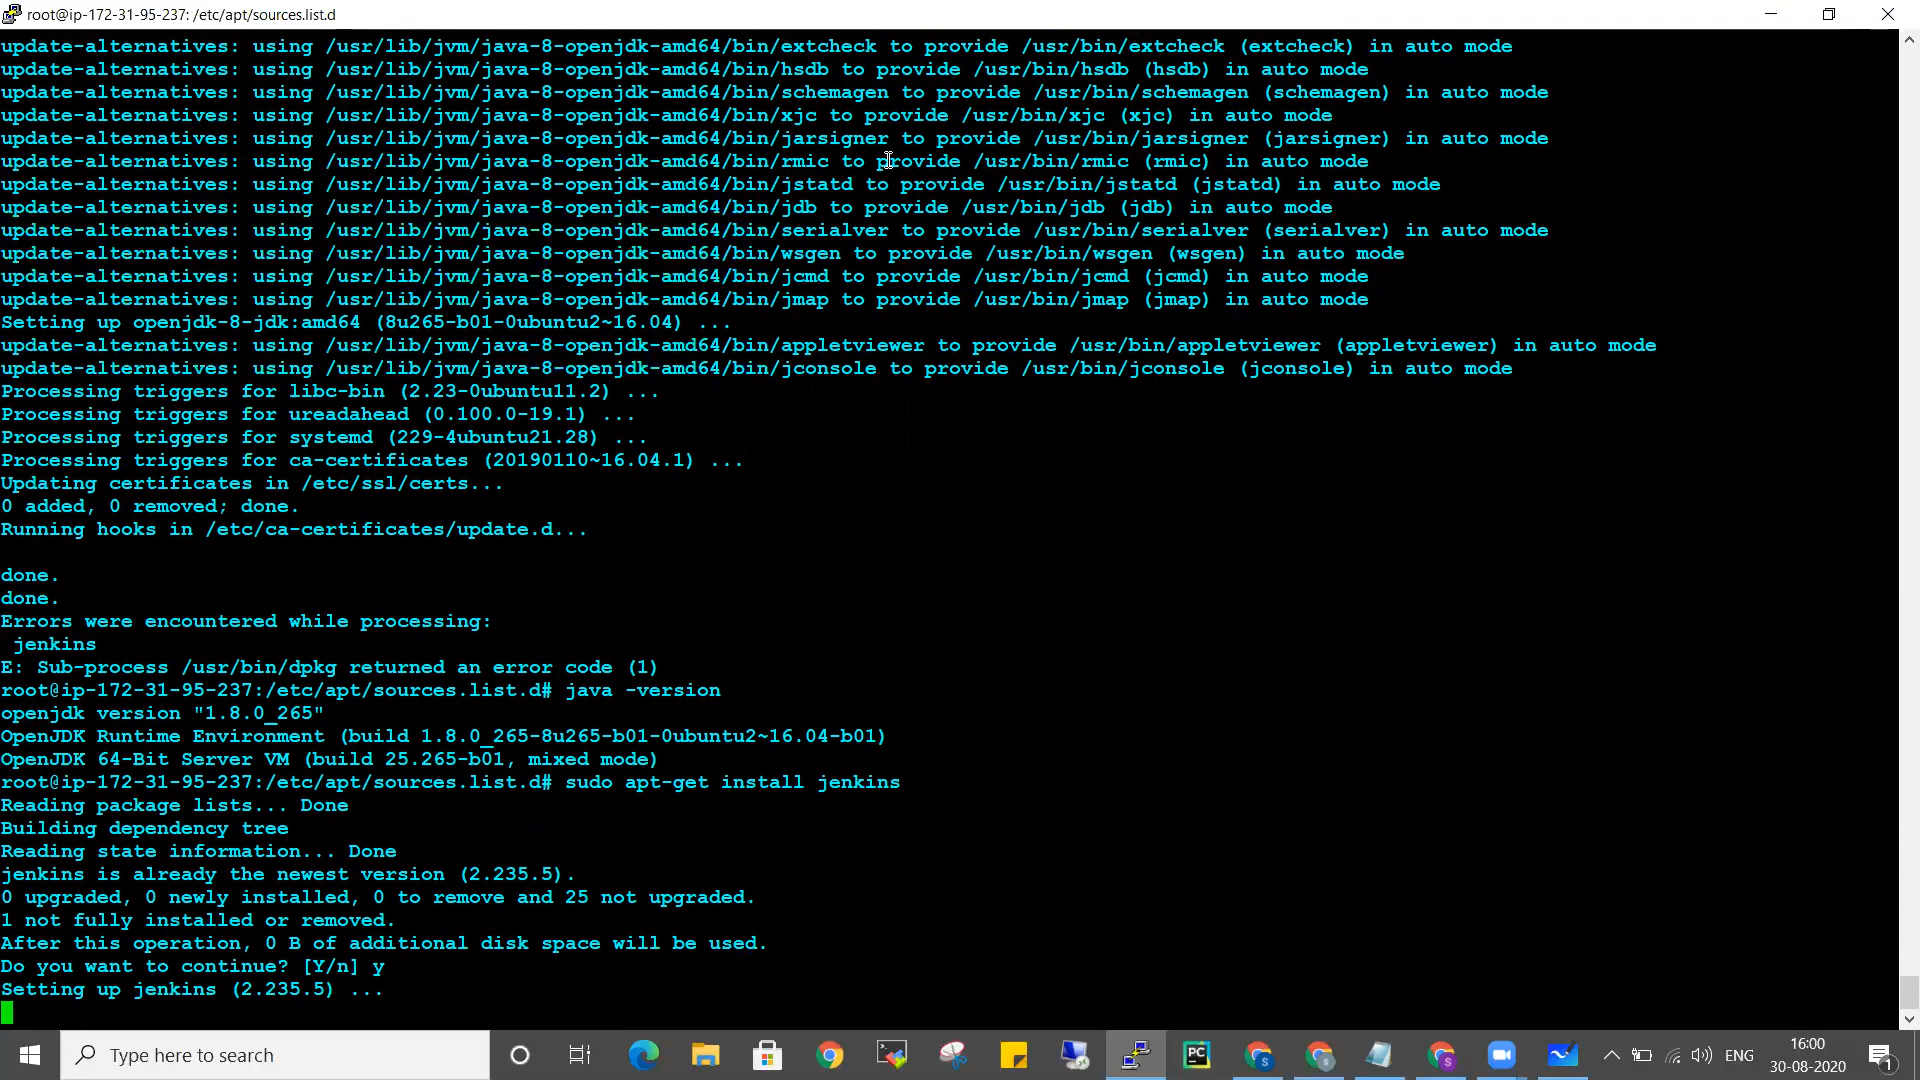 root@ip-172-31-95-237: /etc/apt/sources.list.d
update-alternatives: using /usr/lib/jvm/java-8-openjdk-amd64/bin/extcheck to provide /usr/bin/extcheck (extcheck) in auto mode
update-alternatives: using /usr/lib/jvm/java-8-openjdk-amd64/bin/hsdb to provide /usr/bin/hsdb (hsdb) in auto mode
update-alternatives: using /usr/lib/jvm/java-8-openjdk-amd64/bin/schemagen to provide /usr/bin/schemagen (schemagen) in auto mode
update-alternatives: using /usr/lib/jvm/java-8-openjdk-amd64/bin/xjc to provide /usr/bin/xjc (xjc) in auto mode
update-alternatives: using /usr/lib/jvm/java-8-openjdk-amd64/bin/jarsigner to provide /usr/bin/jarsigner (jarsigner) in auto mode
update-alternatives: using /usr/lib/jvm/java-8-openjdk-amd64/bin/rmic to provide /usr/bin/rmic (rmic) in auto mode
update-alternatives: using /usr/lib/jvm/java-8-openjdk-amd64/bin/jstatd to provide /usr/bin/jstatd (jstatd) in auto mode
update-alternatives: using /usr/lib/jvm/java-8-openjdk-amd64/bin/jdb to provide /usr/bin/jdb (jdb) in auto mode
update-alternatives: using /usr/lib/jvm/java-8-openjdk-amd64/bin/serialver to provide /usr/bin/serialver (serialver) in auto mode
update-alternatives: using /usr/lib/jvm/java-8-openjdk-amd64/bin/wsgen to provide /usr/bin/wsgen (wsgen) in auto mode
update-alternatives: using /usr/lib/jvm/java-8-openjdk-amd64/bin/jcmd to provide /usr/bin/jcmd (jcmd) in auto mode
update-alternatives: using /usr/lib/jvm/java-8-openjdk-amd64/bin/jmap to provide /usr/bin/jmap (jmap) in auto mode
Setting up openjdk-8-jdk:amd64 (8u265-b01-0ubuntu2~16.04) ...
update-alternatives: using /usr/lib/jvm/java-8-openjdk-amd64/bin/appletviewer to provide /usr/bin/appletviewer (appletviewer) in auto mode
update-alternatives: using /usr/lib/jvm/java-8-openjdk-amd64/bin/jconsole to provide /usr/bin/jconsole (jconsole) in auto mode
Processing triggers for libc-bin (2.23-0ubuntu11.2) ...
Processing triggers for ureadahead (0.100.0-19.1) ...
Processing triggers for systemd (229-4ubuntu21.28) ...
Processing triggers for ca-certificates (20190110~16.04.1) ...
Updating certificates in /etc/ssl/certs...
0 added, 0 removed; done.
Running hooks in /etc/ca-certificates/update.d...
done.
done.
Errors were encountered while processing:
jenkins
E: Sub-process /usr/bin/dpkg returned an error code (1)
root@ip-172-31-95-237:/etc/apt/sources.list.d# java -version
openjdk version "1.8.0_265"
OpenJDK Runtime Environment (build 1.8.0_265-8u265-b01-0ubuntu2~16.04-b01)
OpenJDK 64-Bit Server VM (build 25.265-b01, mixed mode)
root@ip-172-31-95-237:/etc/apt/sources.list.d# sudo apt-get install jenkins
Reading package lists... Done
Building dependency tree
Reading state information... Done
jenkins is already the newest version (2.235.5).
0 upgraded, 0 newly installed, 0 to remove and 25 not upgraded.
1 not fully installed or removed.
After this operation, 0 B of additional disk space will be used.
Do you want to continue? [Y/n] y
Setting up jenkins (2.235.5) ...
Type here to search
PC
S
S
S
ENG
16:00
30-08-2020
1